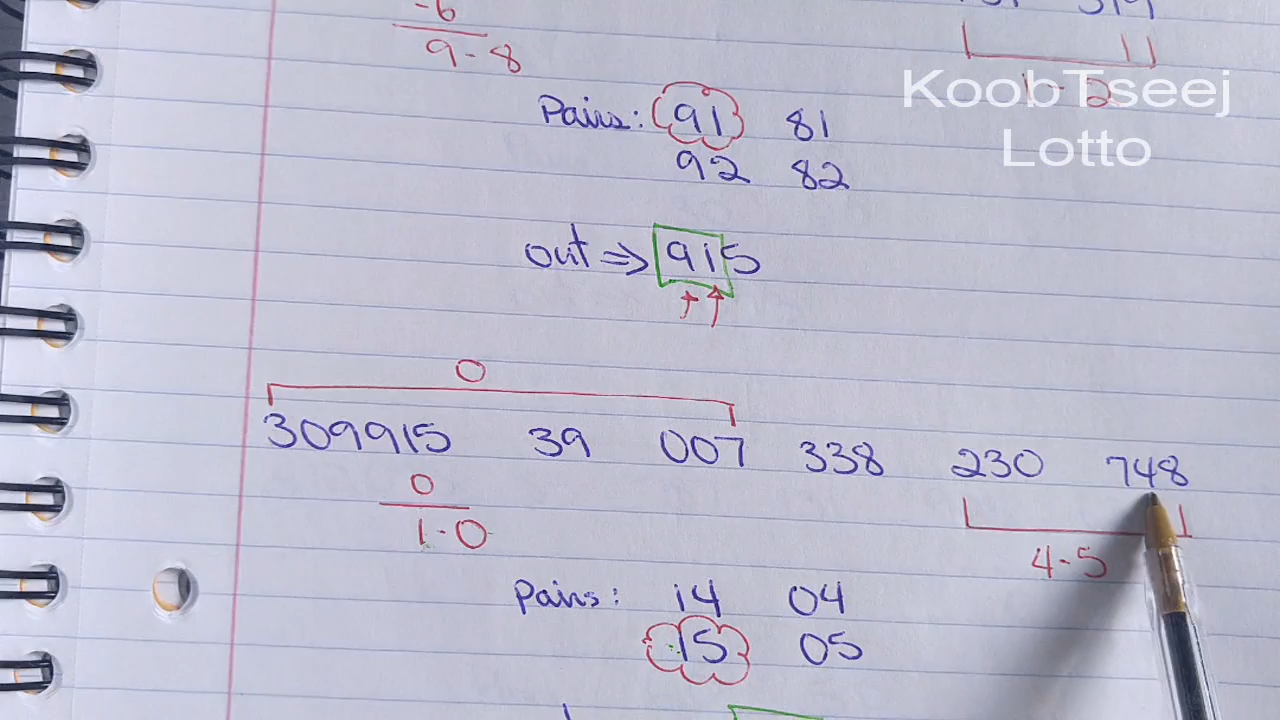 -6
9-8
KoobTseej
Lotto
Pairs: 91 81
92 82
out ⇒ 915
0
309915 39 007 338 230 748
0
1-0
4-5
Pairs: 14 04
15 05